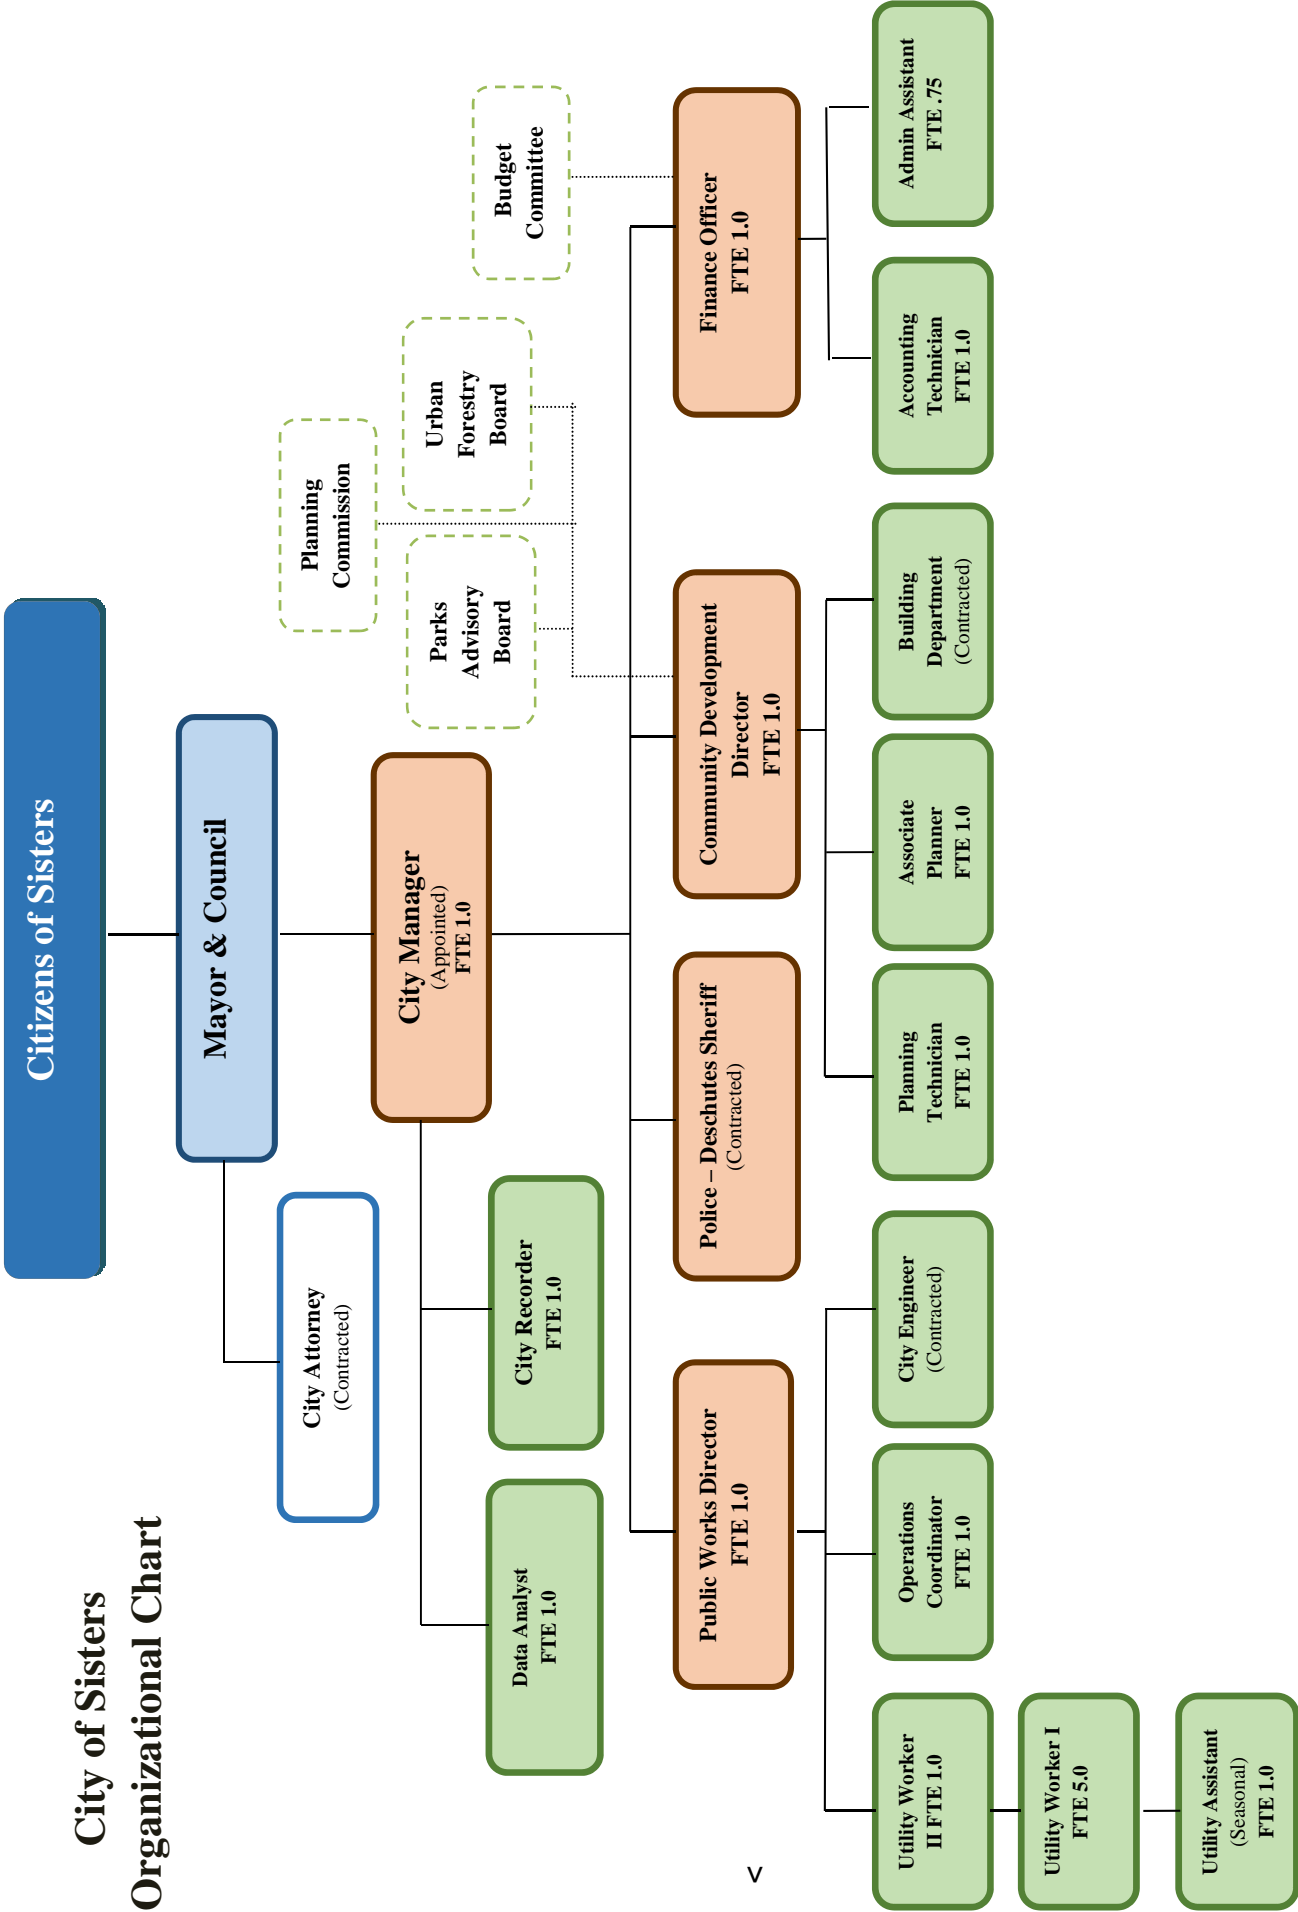 City of Sisters
Organizational Chart
Citizens of Sisters
Mayor & Council
City Attorney
(Contracted)
City Manager
(Appointed)
FTE 1.0
Planning
Commission
Parks
Advisory
Board
Urban
Forestry
Board
Budget
Committee
Data Analyst
FTE 1.0
City Recorder
FTE 1.0
Public Works Director
FTE 1.0
Police – Deschutes Sheriff
(Contracted)
Community Development
Director
FTE 1.0
Finance Officer
FTE 1.0
<
Utility Worker
II FTE 1.0
Operations
Coordinator
FTE 1.0
City Engineer
(Contracted)
Planning
Technician
FTE 1.0
Associate
Planner
FTE 1.0
Building
Department
(Contracted)
Accounting
Technician
FTE 1.0
Admin Assistant
FTE .75
Utility Worker I
FTE 5.0
Utility Assistant
(Seasonal)
FTE 1.0